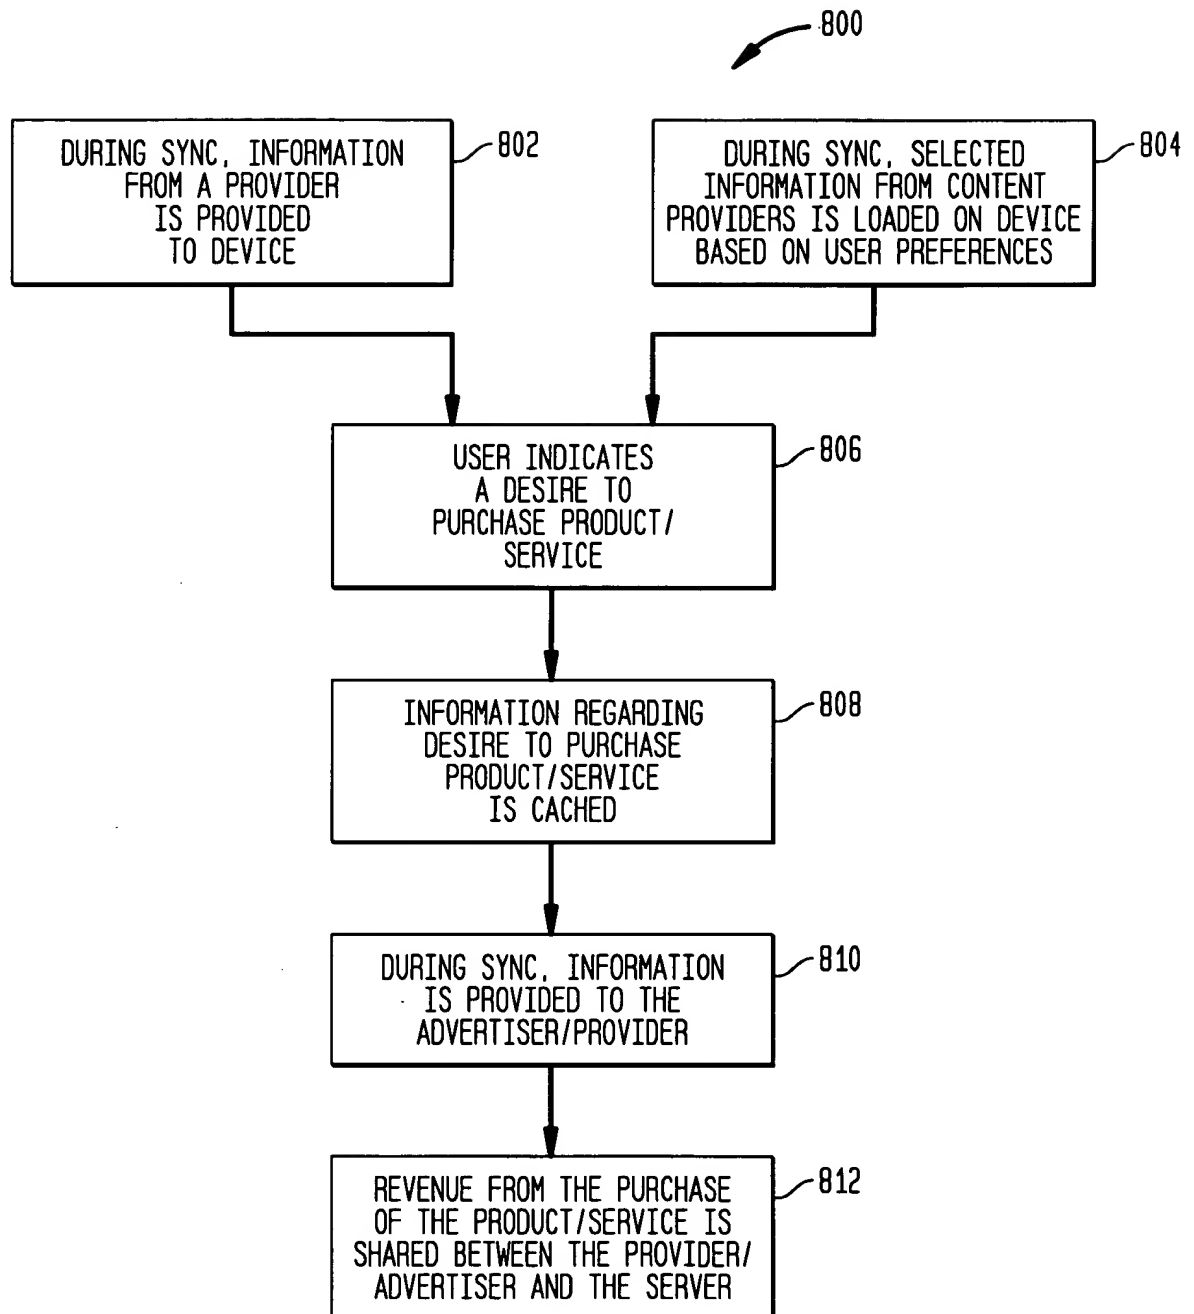 800
DURING SYNC, INFORMATION
FROM A PROVIDER
IS PROVIDED
TO DEVICE
802
DURING SYNC, SELECTED
INFORMATION FROM CONTENT
PROVIDERS IS LOADED ON DEVICE
BASED ON USER PREFERENCES
804
USER INDICATES
A DESIRE TO
PURCHASE PRODUCT/
SERVICE
806
INFORMATION REGARDING
DESIRE TO PURCHASE
PRODUCT/SERVICE
IS CACHED
808
DURING SYNC, INFORMATION
IS PROVIDED TO THE
ADVERTISER/PROVIDER
810
REVENUE FROM THE PURCHASE
OF THE PRODUCT/SERVICE IS
SHARED BETWEEN THE PROVIDER/
ADVERTISER AND THE SERVER
812